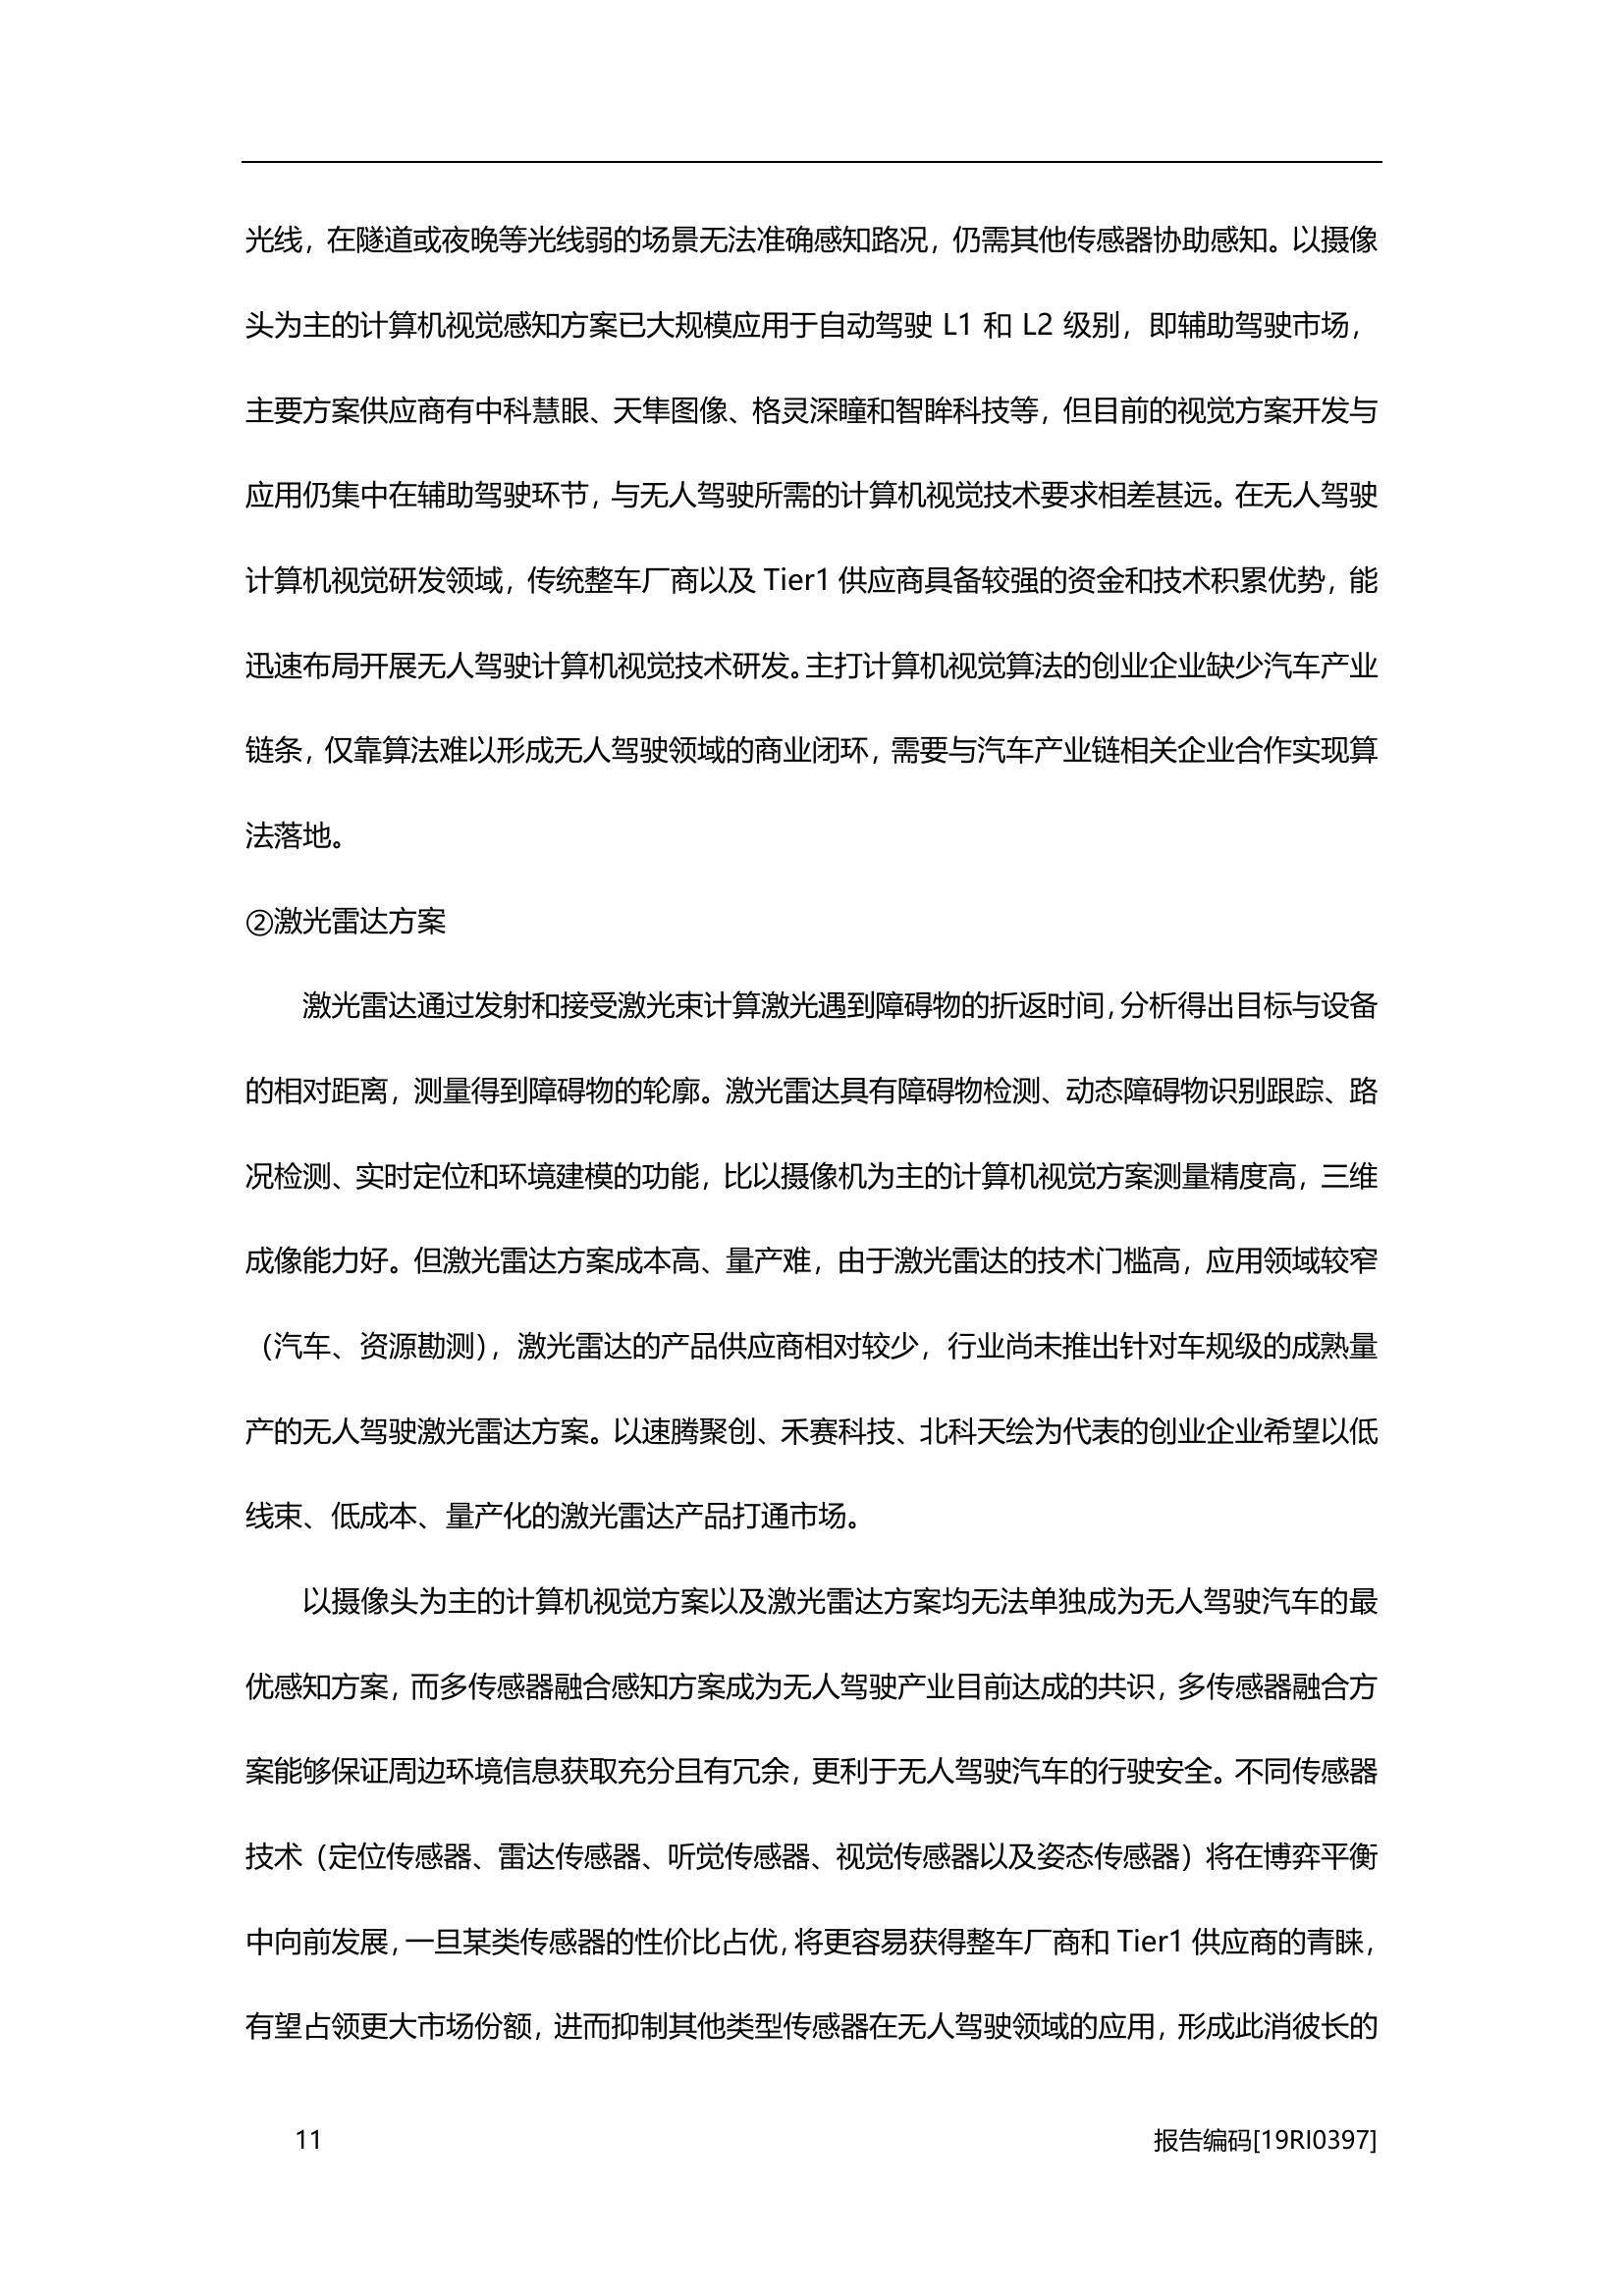 光线，在隧道或夜晚等光线弱的场景无法准确感知路况，仍需其他传感器协助感知。以摄像
头为主的计算机视觉感知方案已大规模应用于自动驾驶 L1 和 L2 级别，即辅助驾驶市场，
主要方案供应商有中科慧眼、天隼图像、格灵深瞳和智眸科技等，但目前的视觉方案开发与
应用仍集中在辅助驾驶环节，与无人驾驶所需的计算机视觉技术要求相差甚远。在无人驾驶
计算机视觉研发领域，传统整车厂商以及 Tier1 供应商具备较强的资金和技术积累优势，能
迅速布局开展无人驾驶计算机视觉技术研发。主打计算机视觉算法的创业企业缺少汽车产业
链条，仅靠算法难以形成无人驾驶领域的商业闭环，需要与汽车产业链相关企业合作实现算
法落地。
②激光雷达方案
激光雷达通过发射和接受激光束计算激光遇到障碍物的折返时间，分析得出目标与设备
的相对距离，测量得到障碍物的轮廓。激光雷达具有障碍物检测、动态障碍物识别跟踪、路
况检测、实时定位和环境建模的功能，比以摄像机为主的计算机视觉方案测量精度高，三维
成像能力好。但激光雷达方案成本高、量产难，由于激光雷达的技术门槛高，应用领域较窄
（汽车、资源勘测），激光雷达的产品供应商相对较少，行业尚未推出针对车规级的成熟量
产的无人驾驶激光雷达方案。以速腾聚创、禾赛科技、北科天绘为代表的创业企业希望以低
线束、低成本、量产化的激光雷达产品打通市场。
以摄像头为主的计算机视觉方案以及激光雷达方案均无法单独成为无人驾驶汽车的最
优感知方案，而多传感器融合感知方案成为无人驾驶产业目前达成的共识，多传感器融合方
案能够保证周边环境信息获取充分且有冗余，更利于无人驾驶汽车的行驶安全。不同传感器
技术（定位传感器、雷达传感器、听觉传感器、视觉传感器以及姿态传感器）将在博弈平衡
中向前发展，一旦某类传感器的性价比占优，将更容易获得整车厂商和 Tier1 供应商的青睐，
有望占领更大市场份额，进而抑制其他类型传感器在无人驾驶领域的应用，形成此消彼长的
11
报告编码[19RI0397]